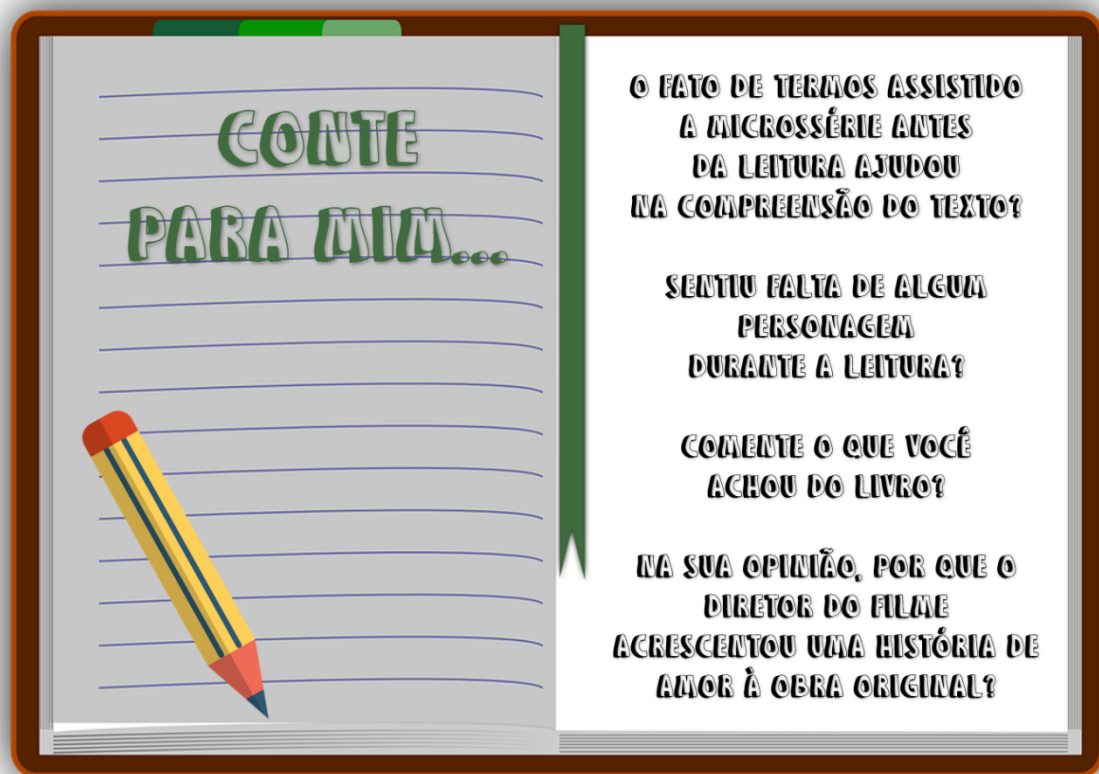 CONTE
PARA MIM...
O FATO DE TERMOS ASSISTIDO
A MICROSSÉRIE ANTES
DA LEITURA AJUDOU
NA COMPREENSÃO DO TEXTO?
SENTIU FALTA DE ALGUM
PERSONAGEM
DURANTE A LEITURA?
COMENTE O QUE VOCÊ
ACHOU DO LIVRO?
NA SUA OPINIÃO, POR QUE O
DIRETOR DO FILME
ACRESCENTOU UMA HISTÓRIA DE
AMOR À OBRA ORIGINAL?